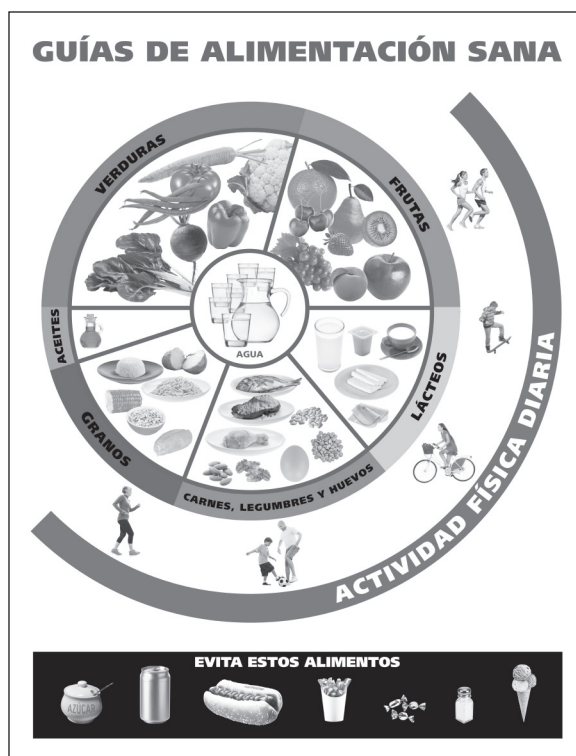 GUÍAS DE ALIMENTACIÓN SANA
VERDURAS
FRUTAS
ACEITES
AGUA
LÁCTEOS
GRANOS
CARNES, LEGUMBRES Y HUEVOS
ACTIVIDAD FÍSICA DIARIA
EVITA ESTOS ALIMENTOS
AZÚCAR